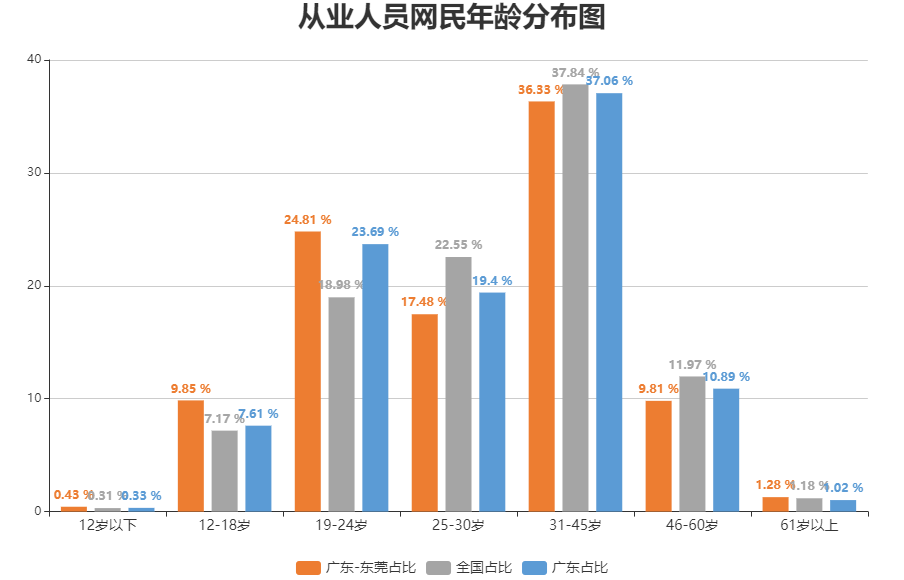 从业人员网民年龄分布图
40
30
20
10
0
0.43 %
0.31 %
0.33 %
9.85 %
7.17 %
7.61 %
24.81 %
18.98 %
23.69 %
17.48 %
22.55 %
19.4 %
36.33 %
37.84 %
37.06 %
9.81 %
11.97 %
10.89 %
1.28 %
1.18 %
1.02 %
12岁以下
12-18岁
19-24岁
25-30岁
31-45岁
46-60岁
61岁以上
广东-东莞占比
全国占比
广东占比